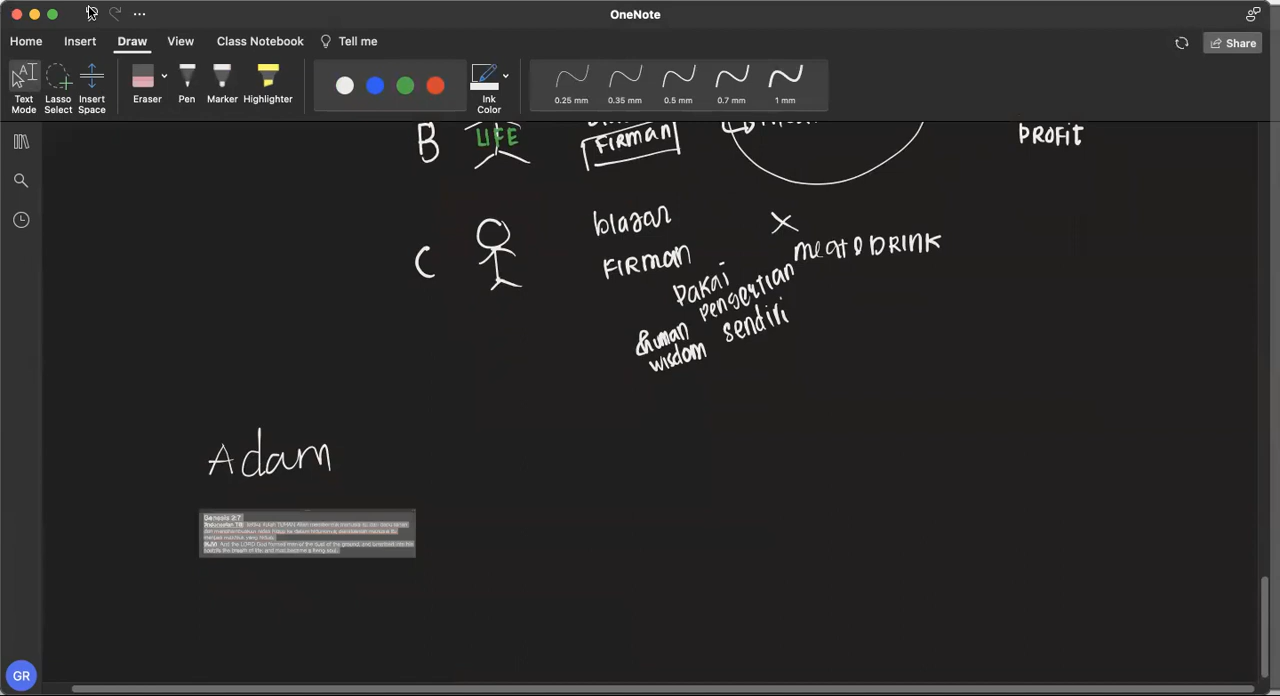 OneNote
Home Insert Draw View Class Notebook Tell me
Share
Text Mode
Lasso Select
Insert Space
Eraser
Pen
Marker
Highlighter
Ink Color
0.25 mm 0.35 mm 0.5 mm 0.7 mm 1 mm
B LIFE FIRMAN PROFIT
C
blajar
FIRMAN
X
meat & DRINK
pakai
pengertian
sendiri
human
wisdom
Adam
Genesis 2:7
KJV: And the LORD God formed man of the dust of the ground, and breathed into his
nostrils the breath of life; and man became a living soul.
GR